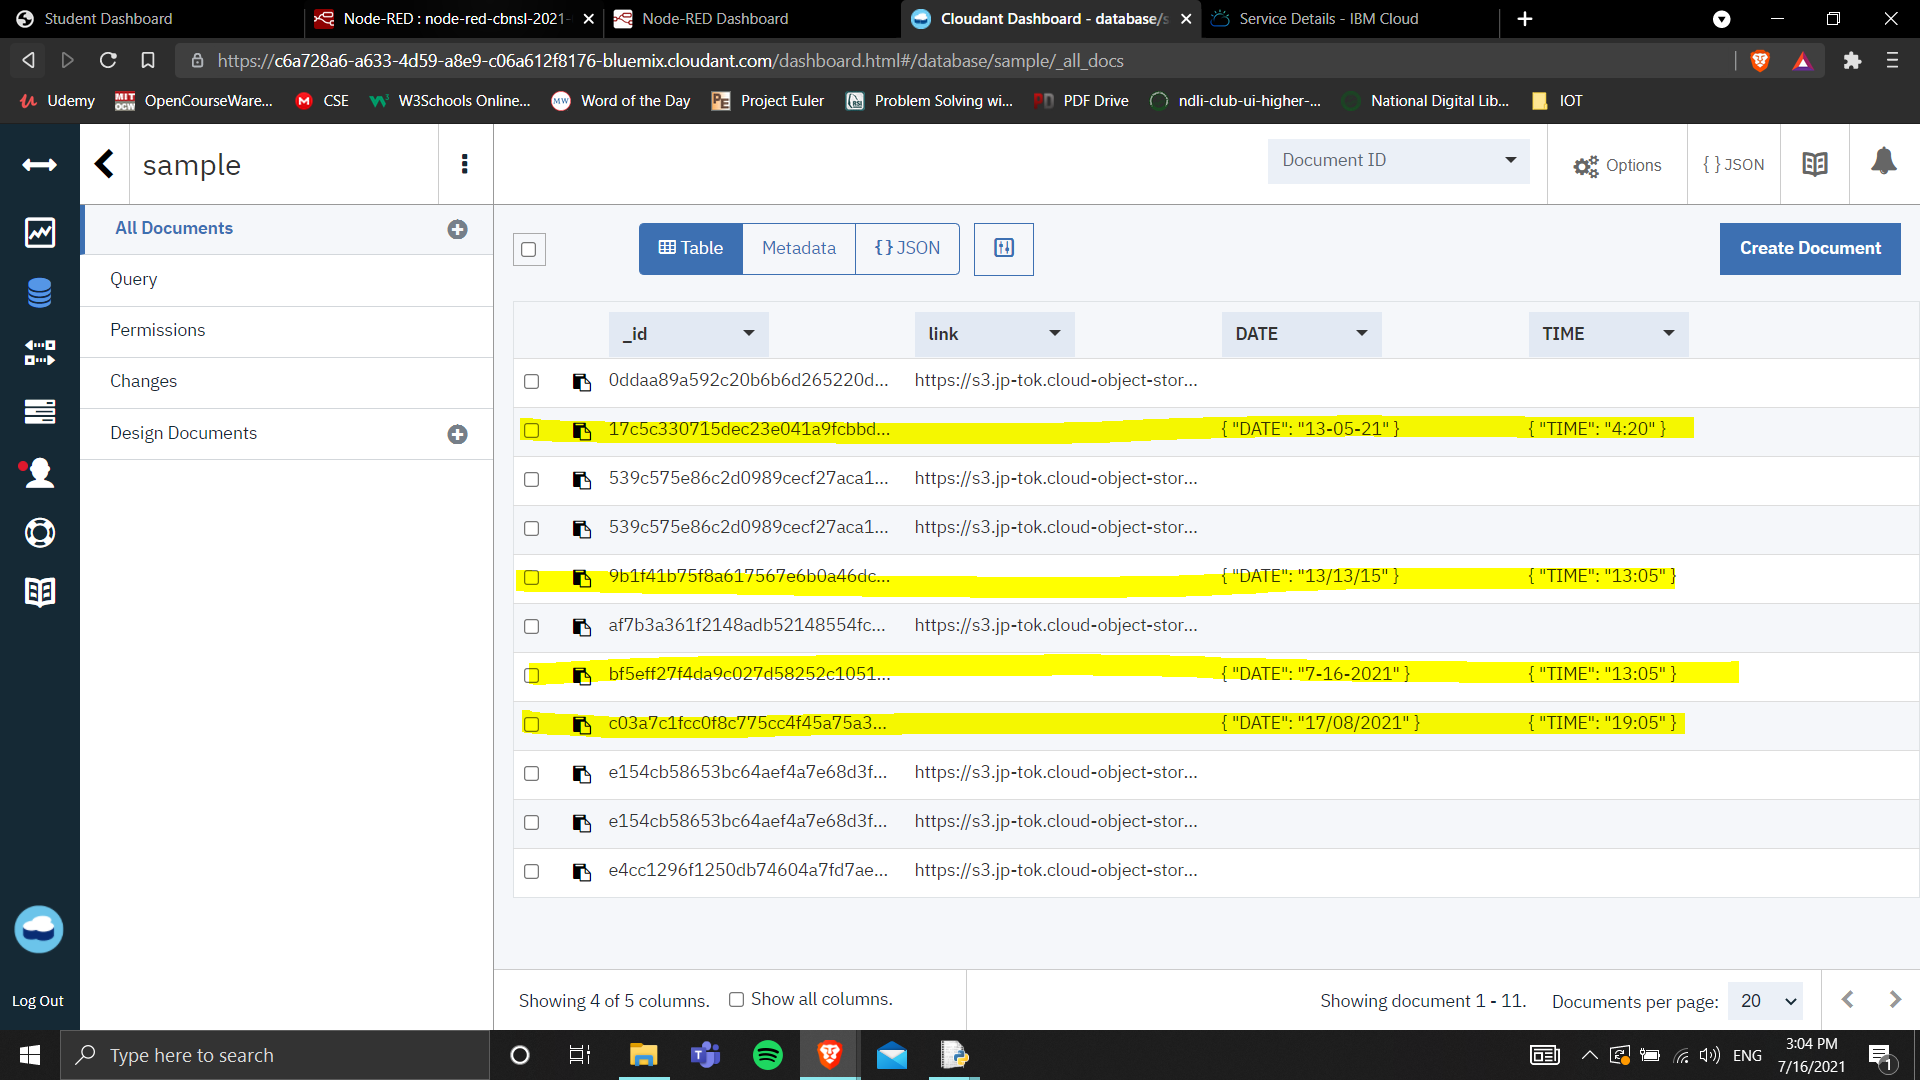 Student Dashboard
Node-RED : node-red-cbnsl-2021-
Node-RED Dashboard
Cloudant Dashboard - database/s
Service Details - IBM Cloud
https://c6a728a6-a633-4d59-a8e9-c06a612f8176-bluemix.cloudant.com/dashboard.html#/database/sample/_all_docs
Udemy
MIT OCW OpenCourseWare...
CSE
W3Schools Online...
MW Word of the Day
PE Project Euler
Problem Solving wi...
PD PDF Drive
ndli-club-ui-higher-...
National Digital Lib...
IOT
sample
Document ID
Options
{ } JSON
All Documents
Query
Permissions
Changes
Design Documents
Log Out
Table
Metadata
{ } JSON
Create Document
_id link DATE TIME
0ddaa89a592c20b6b6d265220d... https://s3.jp-tok.cloud-object-stor...
17c5c330715dec23e041a9fcbbd... { "DATE": "13-05-21" } { "TIME": "4:20" }
539c575e86c2d0989cecf27aca1... https://s3.jp-tok.cloud-object-stor...
539c575e86c2d0989cecf27aca1... https://s3.jp-tok.cloud-object-stor...
9b1f41b75f8a617567e6b0a46dc... { "DATE": "13/13/15" } { "TIME": "13:05" }
af7b3a361f2148adb52148554fc... https://s3.jp-tok.cloud-object-stor...
bf5eff27f4da9c027d58252c1051... { "DATE": "7-16-2021" } { "TIME": "13:05" }
c03a7c1fcc0f8c775cc4f45a75a3... { "DATE": "17/08/2021" } { "TIME": "19:05" }
e154cb58653bc64aef4a7e68d3f... https://s3.jp-tok.cloud-object-stor...
e154cb58653bc64aef4a7e68d3f... https://s3.jp-tok.cloud-object-stor...
e4cc1296f1250db74604a7fd7ae... https://s3.jp-tok.cloud-object-stor...
Showing 4 of 5 columns.
Show all columns.
Showing document 1 - 11.
Documents per page: 20
Type here to search
ENG
3:04 PM
7/16/2021
1